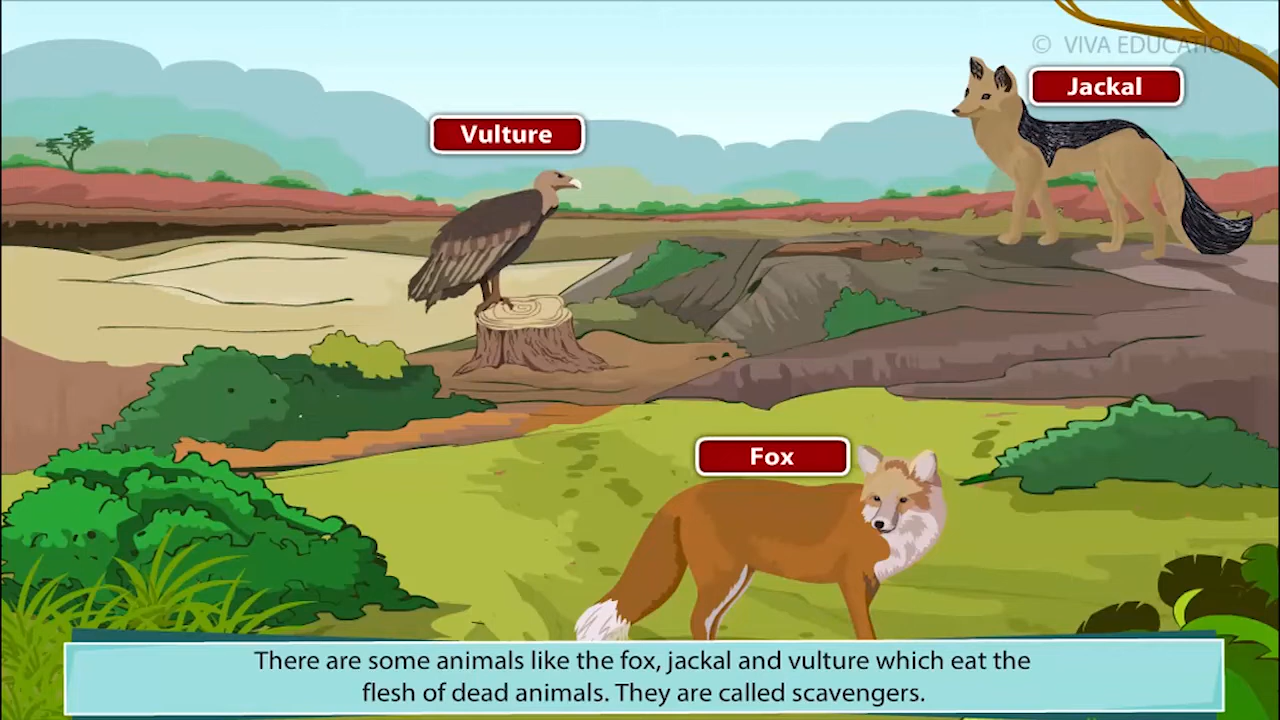 © VIVA EDUCATION
Jackal
Vulture
Fox
There are some animals like the fox, jackal and vulture which eat the
flesh of dead animals. They are called scavengers.